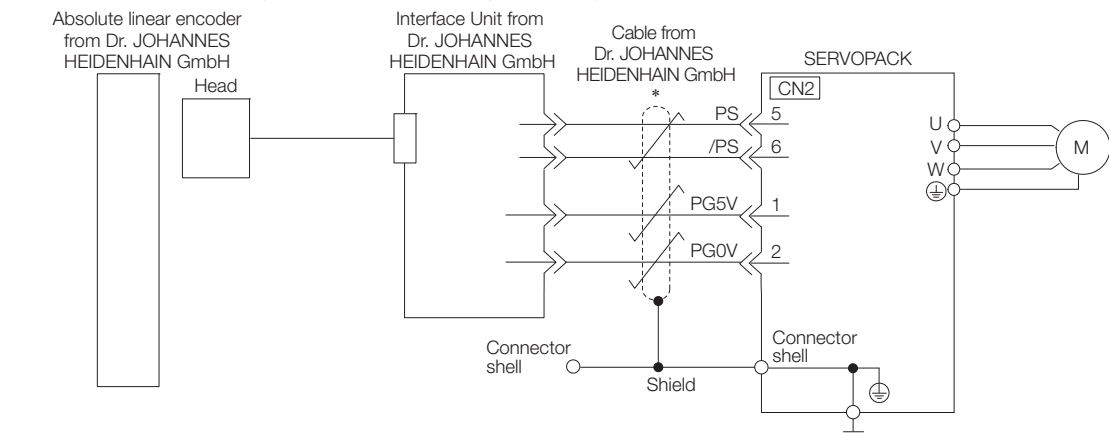 Absolute linear encoder
from Dr. JOHANNES
HEIDENHAIN GmbH
Head
Interface Unit from
Dr. JOHANNES
HEIDENHAIN GmbH
Cable from
Dr. JOHANNES
HEIDENHAIN GmbH
*
SERVOPACK
CN2
PS 5
/PS 6
PG5V 1
PG0V 2
U
V
W
M
Connector
shell
Shield
Connector
shell